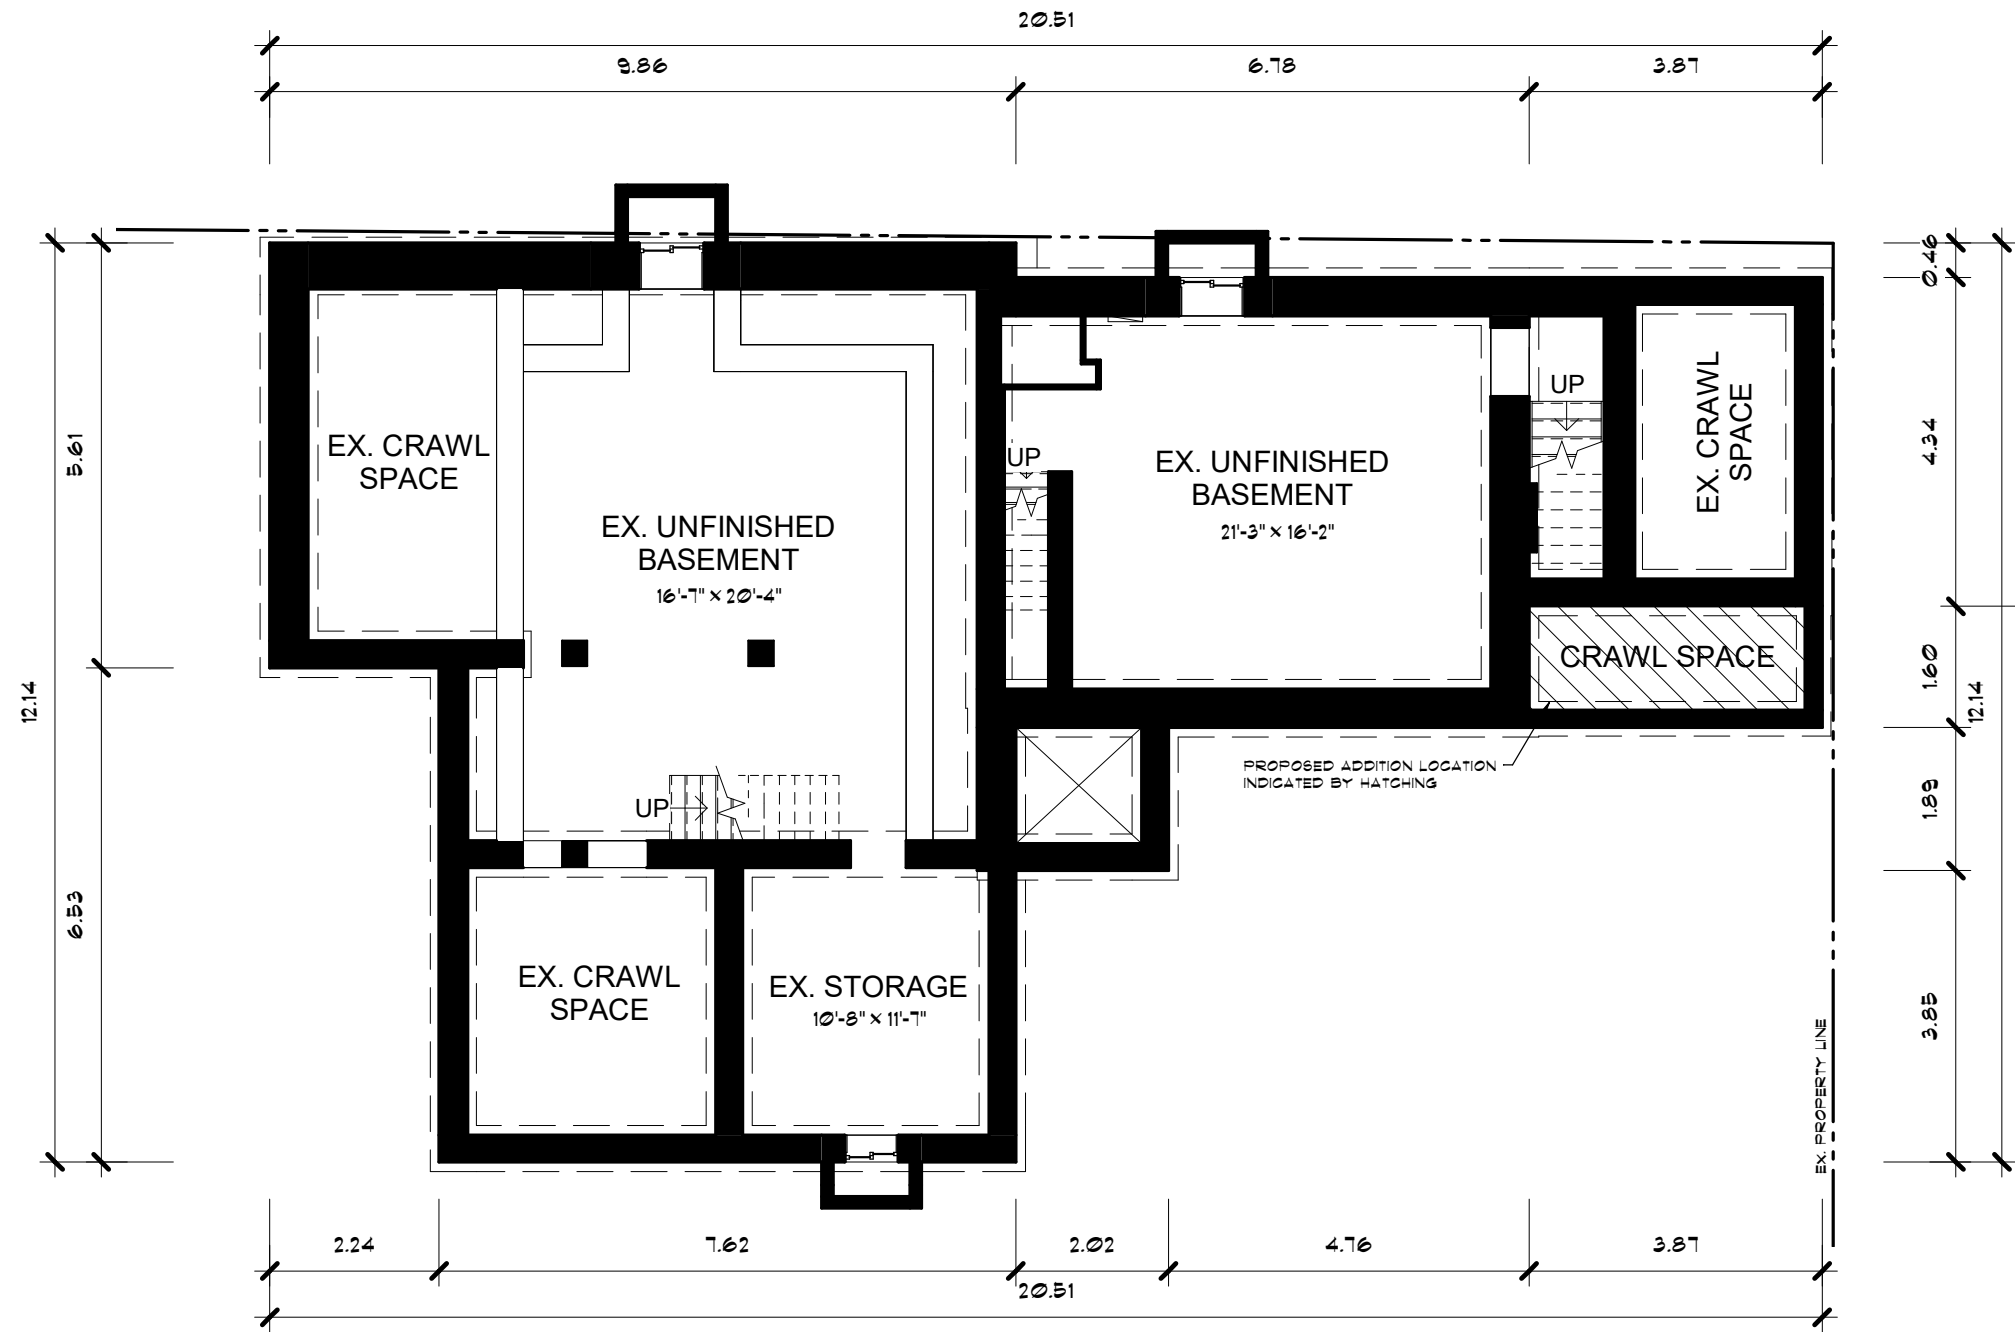 20.51
9.86
6.78
3.87
0.46
EX. CRAWL
SPACE
EX. UNFINISHED
BASEMENT
16'-7" × 20'-4"
UP
EX. UNFINISHED
BASEMENT
21'-3" × 16'-2"
UP
EX. CRAWL
SPACE
5.61
4.34
CRAWL SPACE
1.60
12.14
12.14
PROPOSED ADDITION LOCATION
INDICATED BY HATCHING
UP
1.89
6.53
EX. CRAWL
SPACE
EX. STORAGE
10'-8" × 11'-7"
3.85
EX. PROPERTY LINE
2.24
7.62
2.02
4.76
3.87
20.51